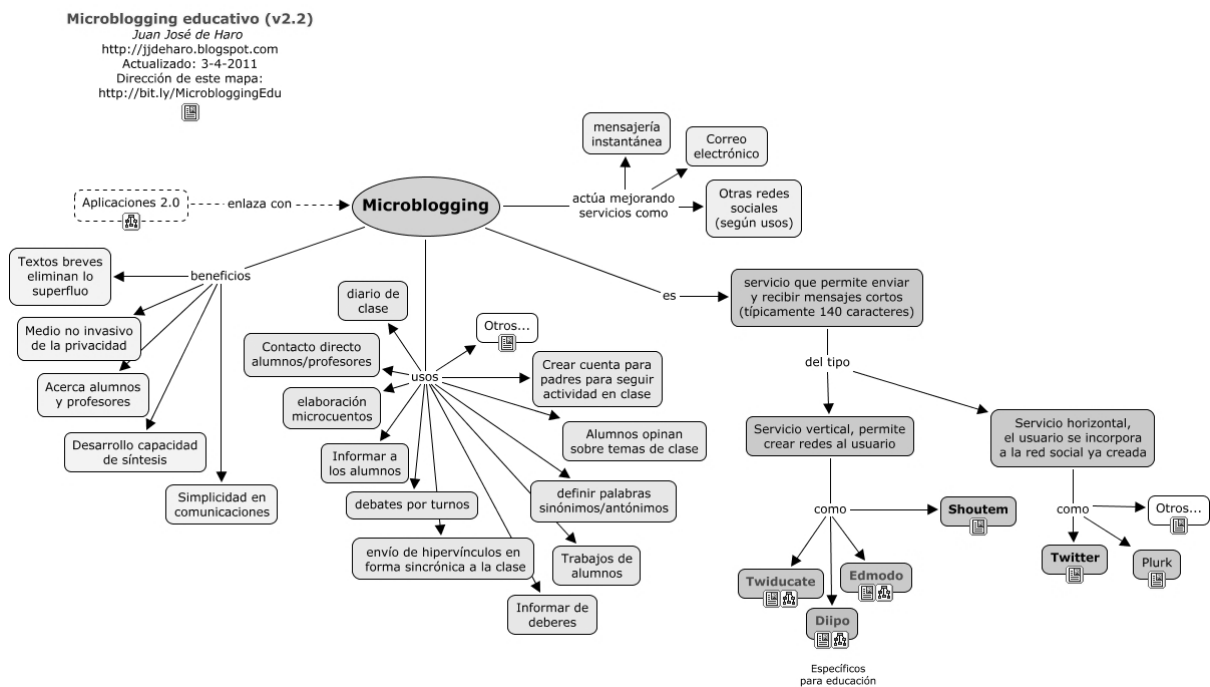 Microblogging educativo (v2.2)
Juan José de Haro
http://jjdeharo.blogspot.com
Actualizado: 3-4-2011
Dirección de este mapa:
http://bit.ly/MicrobloggingEdu
mensajería
instantánea
Correo
electrónico
Aplicaciones 2.0
enlaza con
Microblogging
actúa mejorando
servicios como
Otras redes
sociales
(según usos)
beneficios
Textos breves
eliminan lo
superfluo
Medio no invasivo
de la privacidad
Acerca alumnos
y profesores
Desarrollo capacidad
de síntesis
Simplicidad en
comunicaciones
usos
diario de
clase
Otros...
Contacto directo
alumnos/profesores
Crear cuenta para
padres para seguir
actividad en clase
elaboración
microcuentos
Alumnos opinan
sobre temas de clase
Informar a
los alumnos
debates por turnos
definir palabras
sinónimos/antónimos
envío de hipervínculos en
forma sincrónica a la clase
Trabajos de
alumnos
Informar de
deberes
es
servicio que permite enviar
y recibir mensajes cortos
(típicamente 140 caracteres)
del tipo
Servicio vertical, permite
crear redes al usuario
Servicio horizontal,
el usuario se incorpora
a la red social ya creada
como
Shoutem
Twiducate
Edmodo
Diipo
Específicos
para educación
como
Otros...
Twitter
Plurk